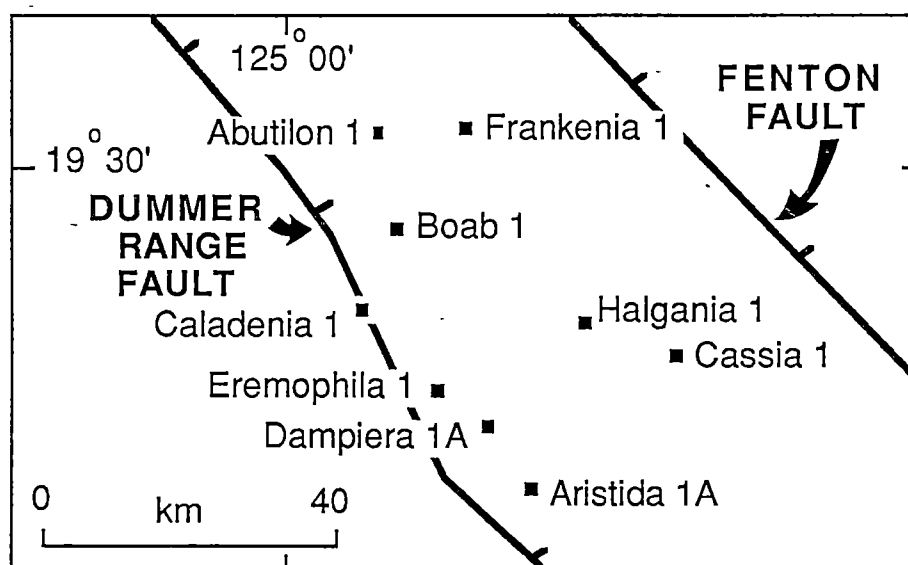 125° 00'
FENTON
FAULT
Abutilon 1
Frankenia 1
19° 30'
DUMMER
RANGE
FAULT
Boab 1
Caladenia 1
Halgania 1
Cassia 1
Eremophila 1
Dampiera 1A
Aristida 1A
0 40
km